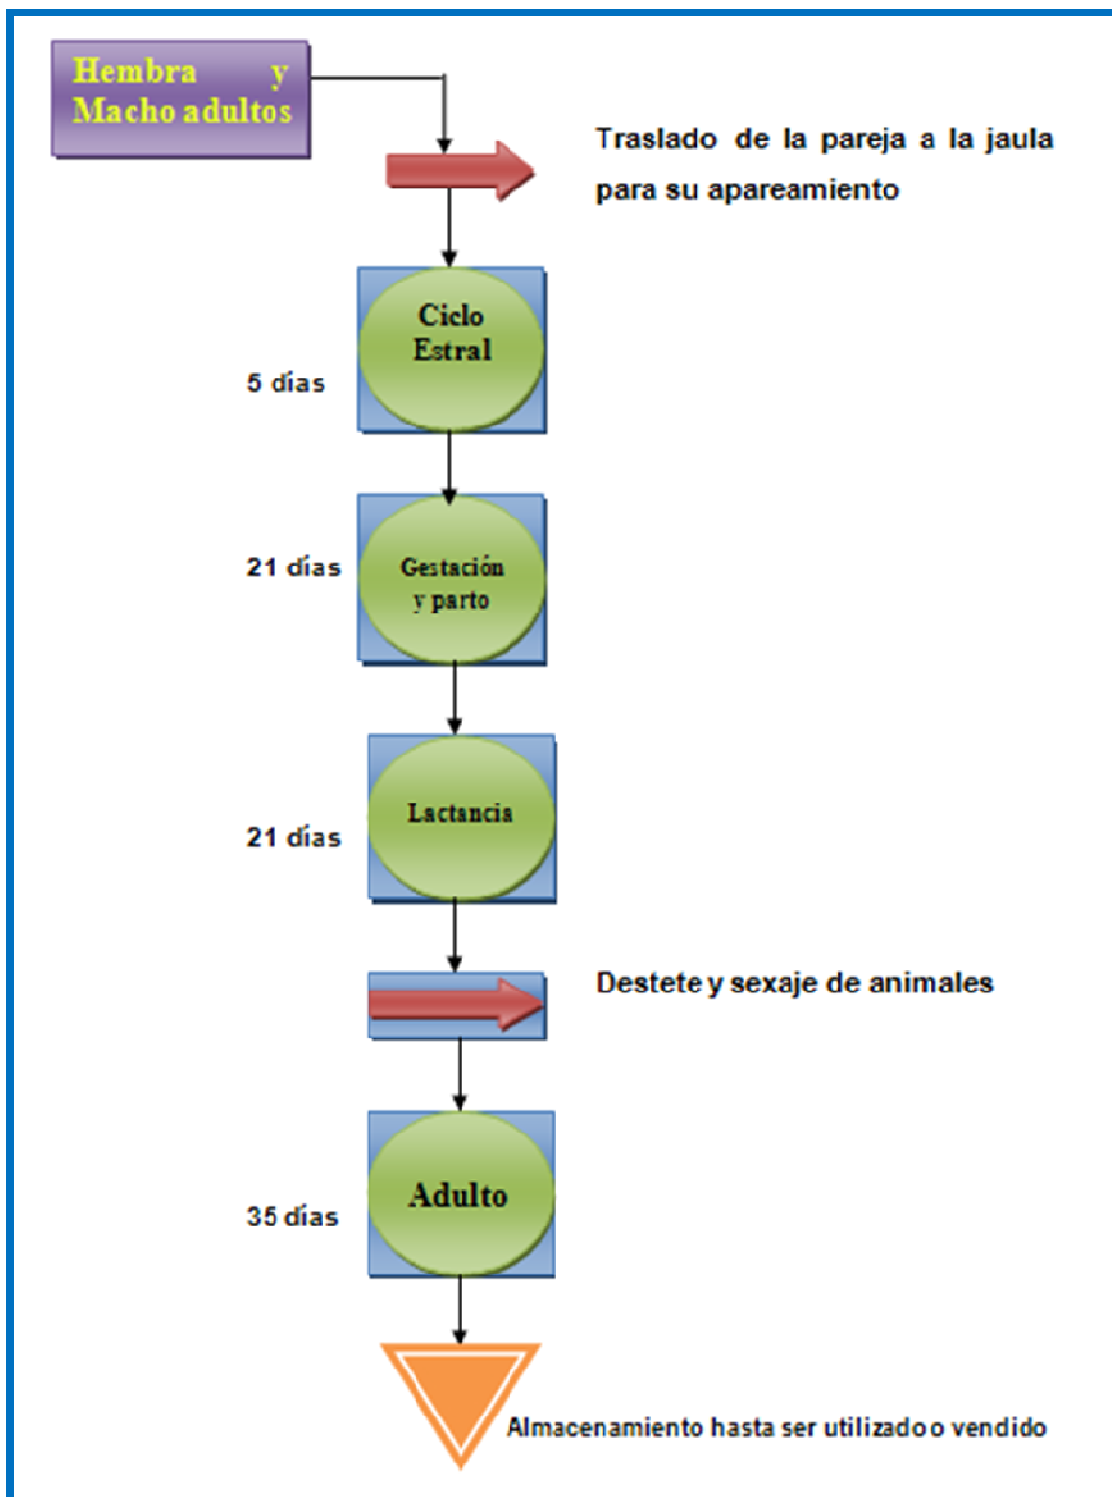 Hembra y
Macho adultos
Traslado de la pareja a la jaula
para su apareamiento
Ciclo
Estral
5 días
21 días
Gestación
y parto
Lactancia
21 días
Destete y sexaje de animales
Adulto
35 días
Almacenamiento hasta ser utilizado o vendido